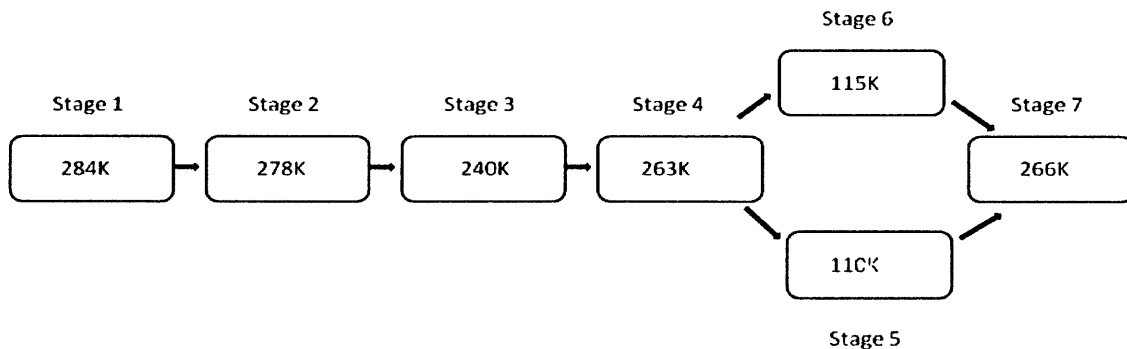 Stage 6
115K
Stage 1
Stage 2
Stage 3
Stage 4
Stage 7
284K
278K
240K
263K
266K
110K
Stage 5